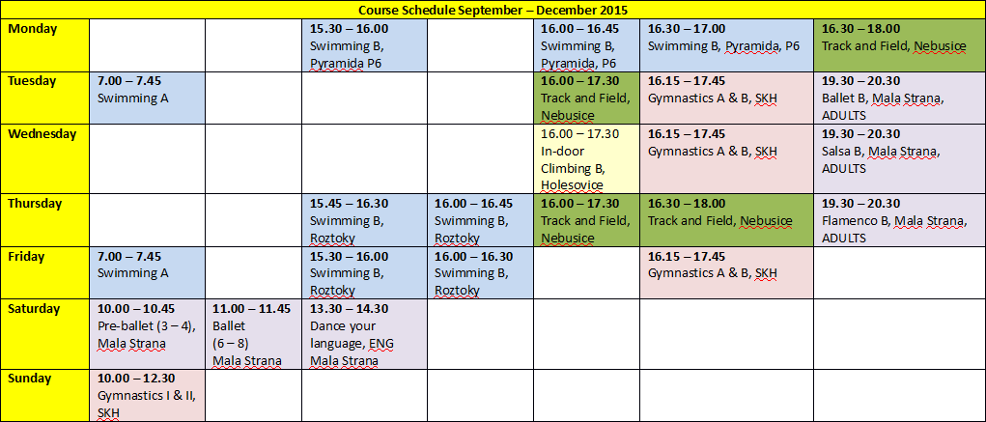 Course Schedule September – December 2015
Monday
15.30 – 16.00
Swimming B,
Pyramida P6
16.00 – 16.45
Swimming B,
Pyramida, P6
16.30 – 17.00
Swimming B, Pyramida, P6
16.30 – 18.00
Track and Field, Nebusice
Tuesday
7.00 – 7.45
Swimming A
16.00 – 17.30
Track and Field,
Nebusice
16.15 – 17.45
Gymnastics A & B, SKH
19.30 – 20.30
Ballet B, Mala Strana,
ADULTS
Wednesday
16.00 – 17.30
In-door
Climbing B,
Holesovice
16.15 – 17.45
Gymnastics A & B, SKH
19.30 – 20.30
Salsa B, Mala Strana,
ADULTS
Thursday
15.45 – 16.30
Swimming B,
Roztoky
16.00 – 16.45
Swimming B,
Roztoky
16.00 – 17.30
Track and Field,
Nebusice
16.30 – 18.00
Track and Field, Nebusice
19.30 – 20.30
Flamenco B, Mala Strana,
ADULTS
Friday
7.00 – 7.45
Swimming A
15.30 – 16.00
Swimming B,
Roztoky
16.00 – 16.30
Swimming B,
Roztoky
16.15 – 17.45
Gymnastics A & B, SKH
Saturday
10.00 – 10.45
Pre-ballet (3 – 4),
Mala Strana
11.00 – 11.45
Ballet
(6 – 8)
Mala Strana
13.30 – 14.30
Dance your
language, ENG
Mala Strana
Sunday
10.00 – 12.30
Gymnastics I & II,
SKH